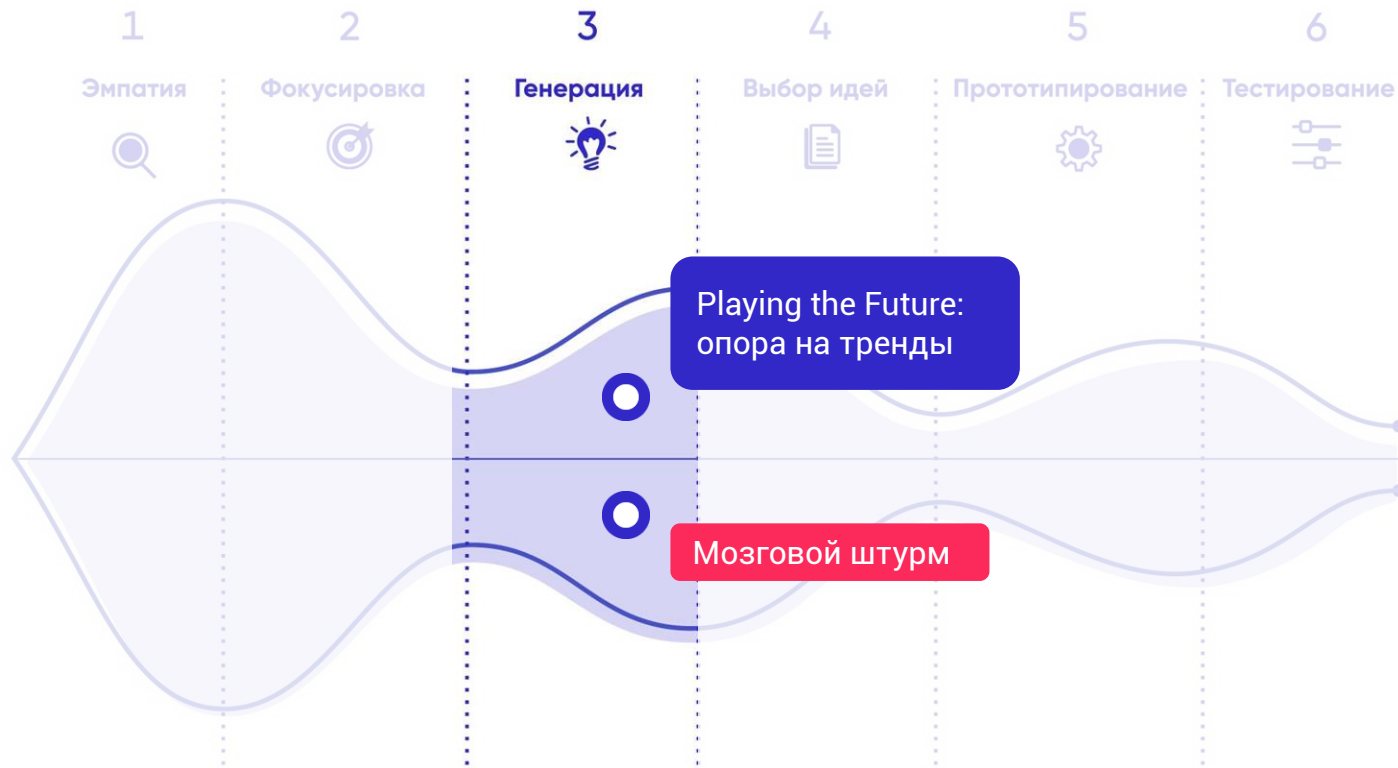 1
2
3
4
5
6
Эмпатия
Фокусировка
Генерация
Выбор идей
Прототипирование
Тестирование
Playing the Future:
опора на тренды
Мозговой штурм